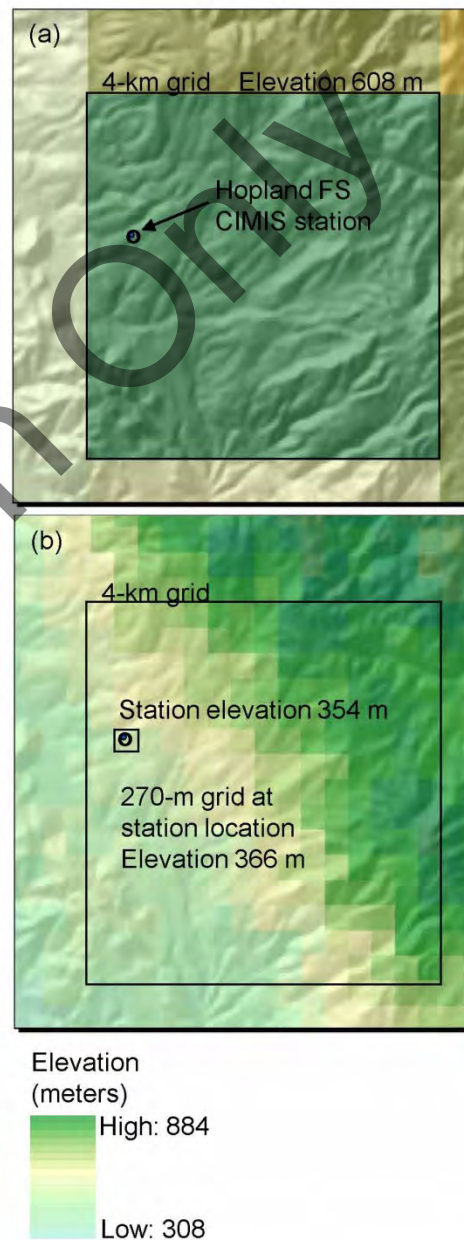 (a)
4-km grid Elevation 608 m
Hopland FS
CIMIS station
(b)
4-km grid
Station elevation 354 m
270-m grid at
station location
Elevation 366 m
Elevation
(meters)
High: 884
Low: 308
n Only